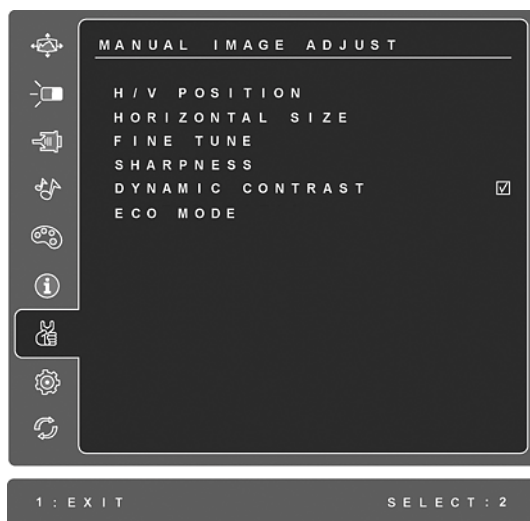 MANUAL IMAGE ADJUST
H/V POSITION
HORIZONTAL SIZE
FINE TUNE
SHARPNESS
DYNAMIC CONTRAST ☑
ECO MODE
1:EXIT SELECT:2